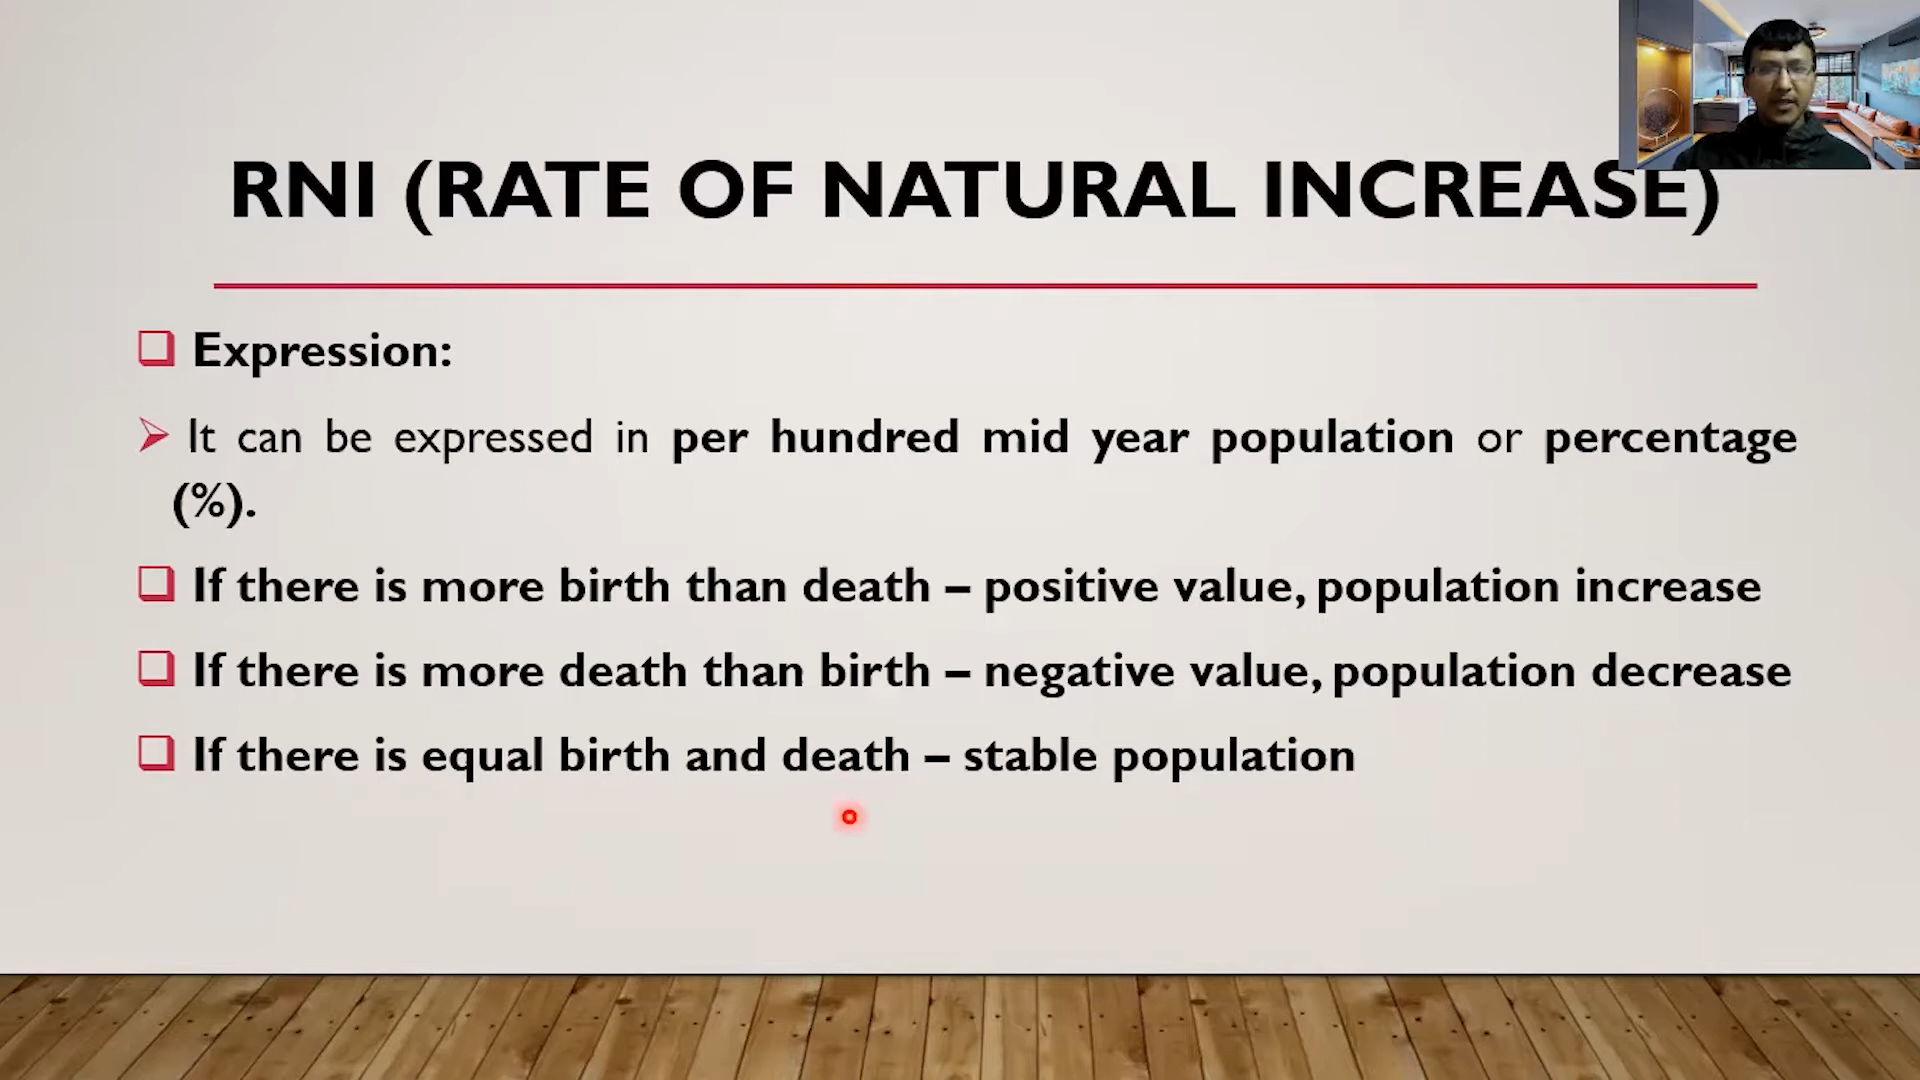 RNI (RATE OF NATURAL INCREASE)
Expression:
It can be expressed in per hundred mid year population or percentage
(%).
If there is more birth than death – positive value, population increase
If there is more death than birth – negative value, population decrease
If there is equal birth and death – stable population